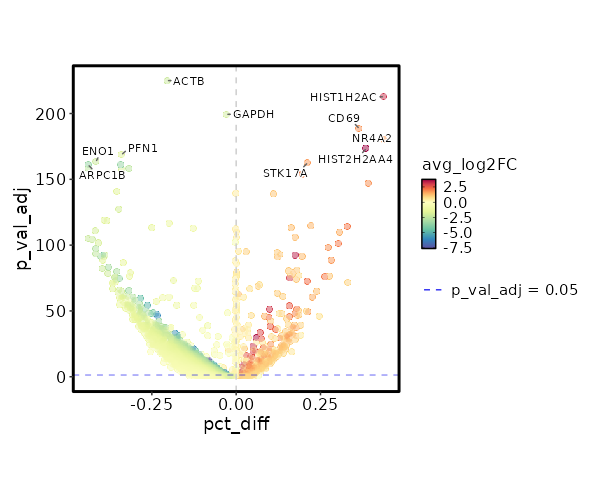 ACTB
HIST1H2AC
GAPDH
CD69
NR4A2
ENO1
PFN1
HIST2H2AA4
ARPC1B
STK17A
p_val_adj
200
150
100
50
0
-0.25
0.00
0.25
pct_diff
avg_log2FC
2.5
0.0
-2.5
-5.0
-7.5
p_val_adj = 0.05